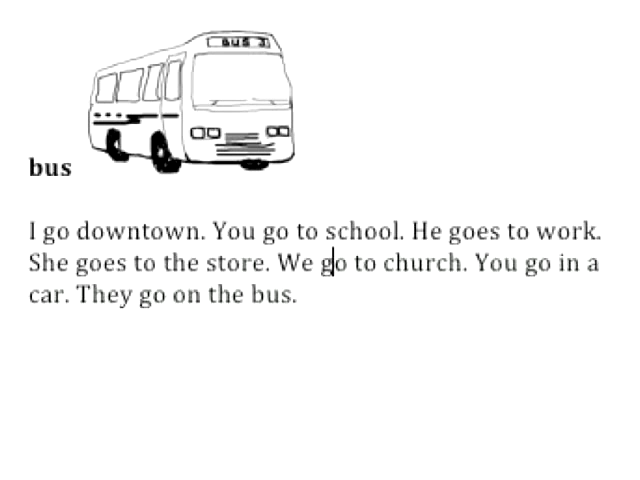 BUS 3
bus
I go downtown. You go to school. He goes to work.
She goes to the store. We go to church. You go in a
car. They go on the bus.